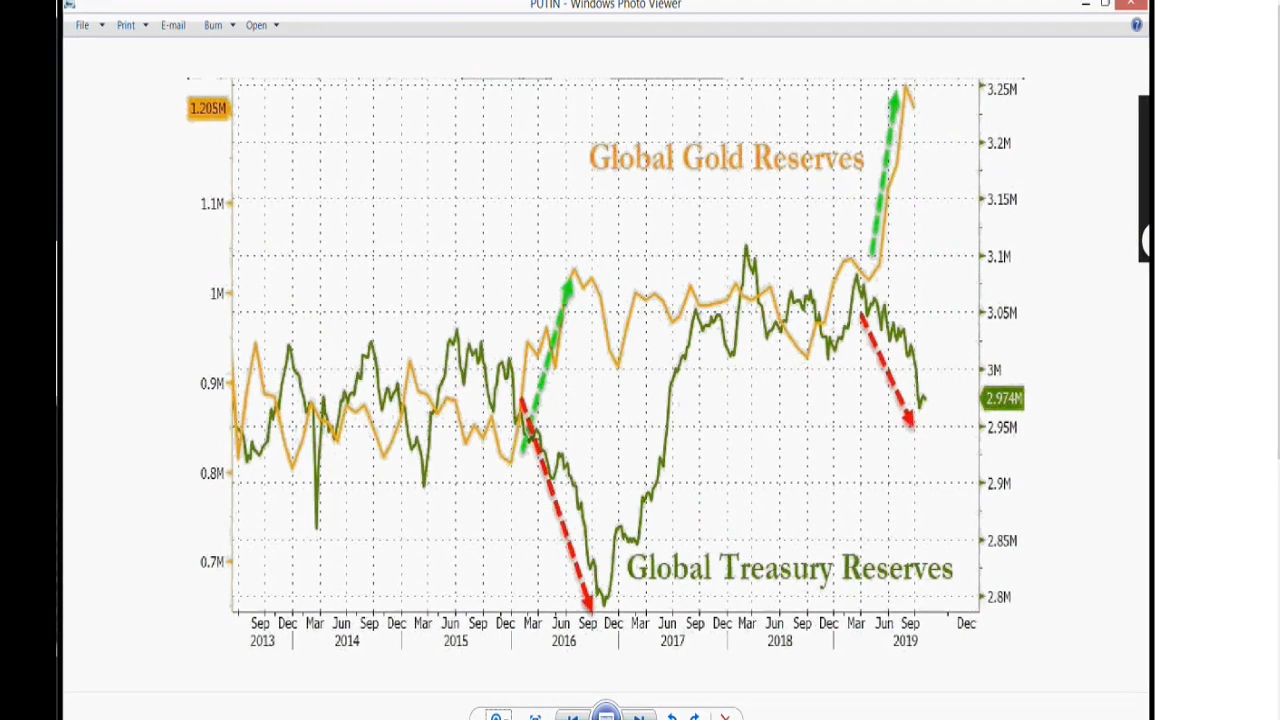 PUTIN - Windows Photo Viewer
File Print E-mail Burn Open
1.205M
1.1M
1M
0.9M
0.8M
0.7M
Global Gold Reserves
Global Treasury Reserves
3.25M
3.2M
3.15M
3.1M
3.05M
3M
2.974M
2.95M
2.9M
2.85M
2.8M
Sep Dec Mar Jun Sep Dec Mar Jun Sep Dec Mar Jun Sep Dec Mar Jun Sep Dec Mar Jun Sep Dec Mar Jun Sep Dec
2013 2014 2015 2016 2017 2018 2019